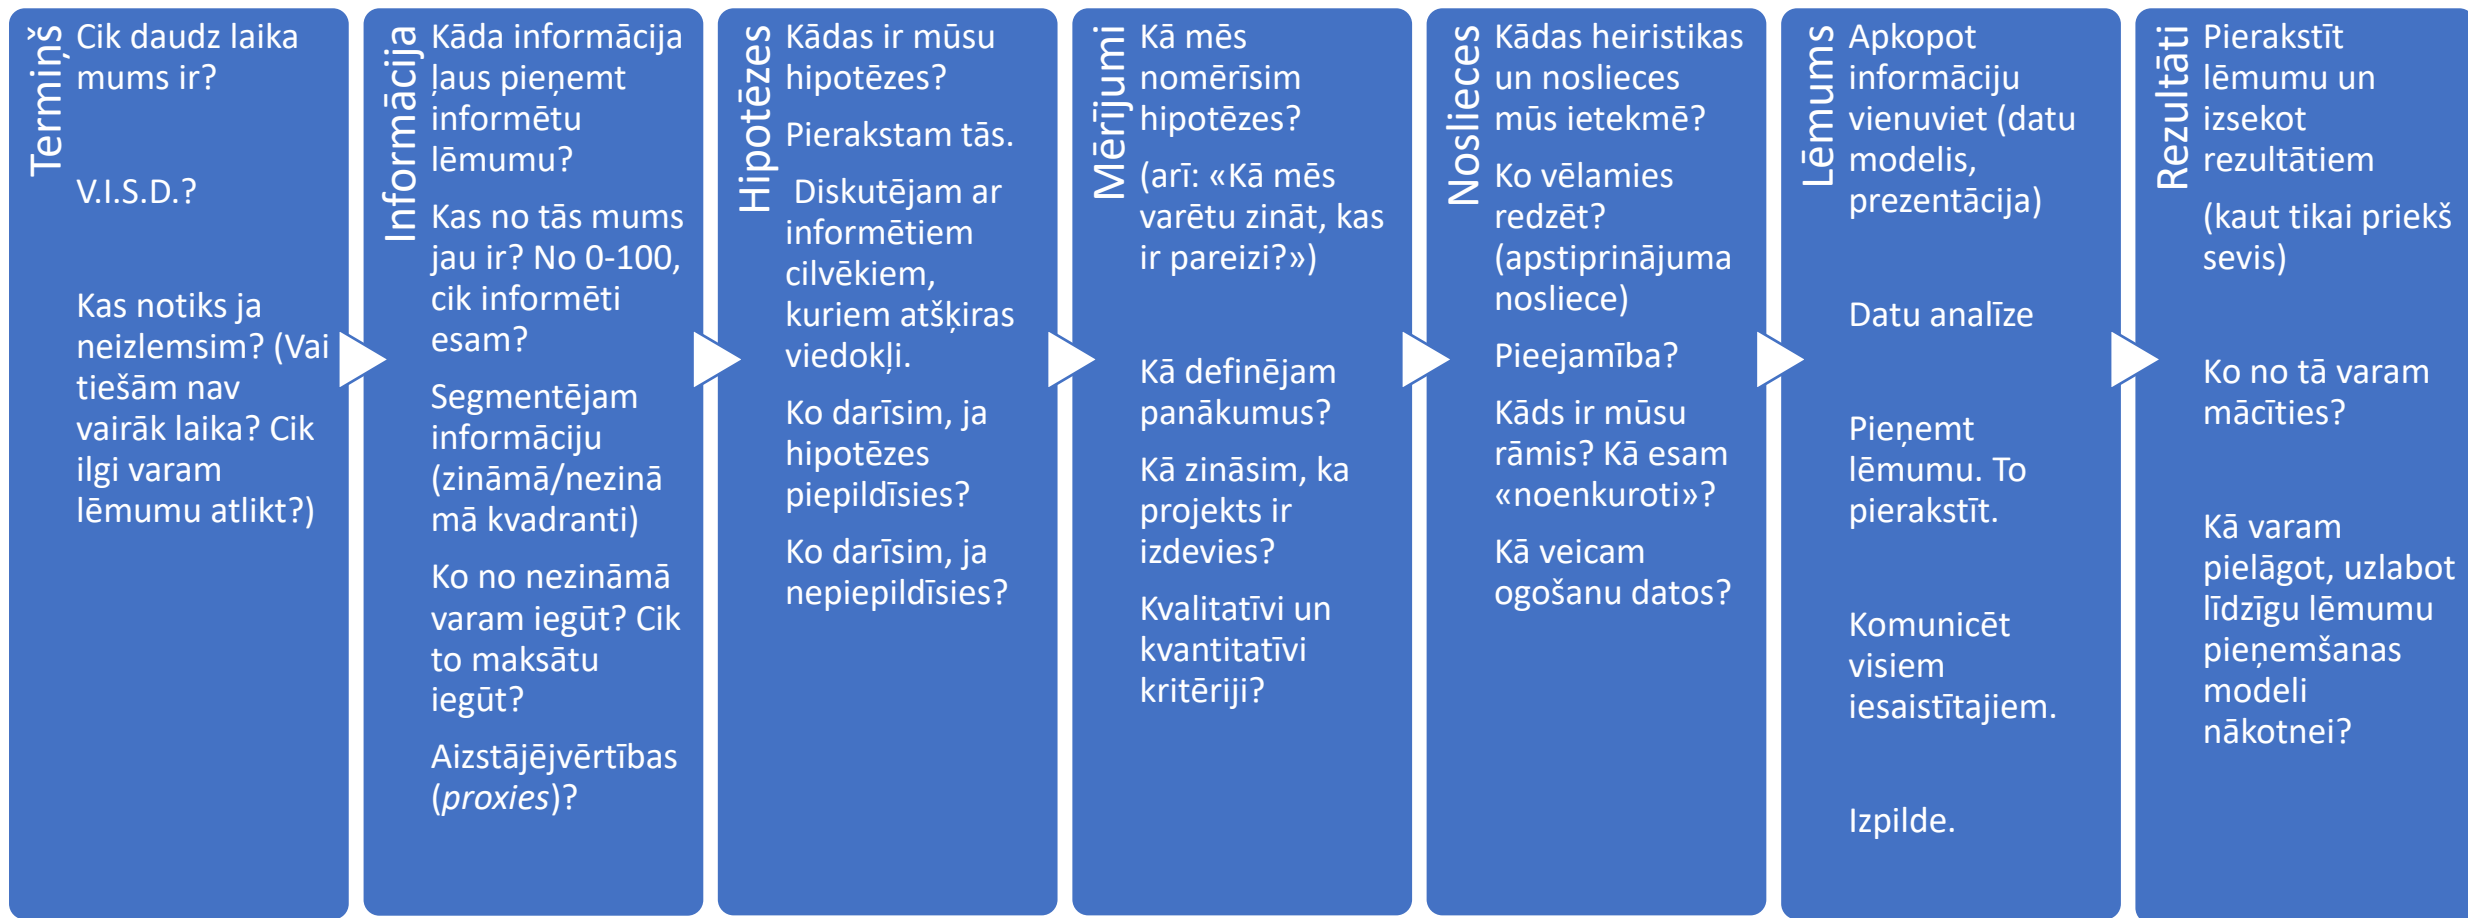 Termiņš
Cik daudz laika
mums ir?
V.I.S.D.?
Kas notiks ja
neizlemsim? (Vai
tiešām nav
vairāk laika? Cik
ilgi varam
lēmumu atlikt?)
Informācija
Kāda informācija
ļaus pieņemt
informētu
lēmumu?
Kas no tās mums
jau ir? No 0-100,
cik informēti
esam?
Segmentējam
informāciju
(zināmā/nezinā
mā kvadranti)
Ko no nezināmā
varam iegūt? Cik
to maksātu
iegūt?
Aizstājējvērtības
(proxies)?
Hipotēzes
Kādas ir mūsu
hipotēzes?
Pierakstam tās.
Diskutējam ar
informētiem
cilvēkiem,
kuriem atšķiras
viedokļi.
Ko darīsim, ja
hipotēzes
piepildīsies?
Ko darīsim, ja
nepiepildīsies?
Mērījumi
Kā mēs
nomērīsim
hipotēzes?
(arī: «Kā mēs
varētu zināt, kas
ir pareizi?»)
Kā definējam
panākumus?
Kā zināsim, ka
projekts ir
izdevies?
Kvalitatīvi un
kvantitatīvi
kritēriji?
Noslieces
Kādas heiristikas
un noslieces
mūs ietekmē?
Ko vēlamies
redzēt?
(apstiprinājuma
nosliece)
Pieejamība?
Kāds ir mūsu
rāmis? Kā esam
«noenkuroti»?
Kā veicam
ogošanu datos?
Lēmums
Apkopot
informāciju
vienuviet (datu
modelis,
prezentācija)
Datu analīze
Pieņemt
lēmumu. To
pierakstīt.
Komunicēt
visiem
iesaistītajiem.
Izpilde.
Rezultāti
Pierakstīt
lēmumu un
izsekot
rezultātiem
(kaut tikai priekš
sevis)
Ko no tā varam
mācīties?
Kā varam
pielāgot, uzlabot
līdzīgu lēmumu
pieņemšanas
modeli
nākotnei?